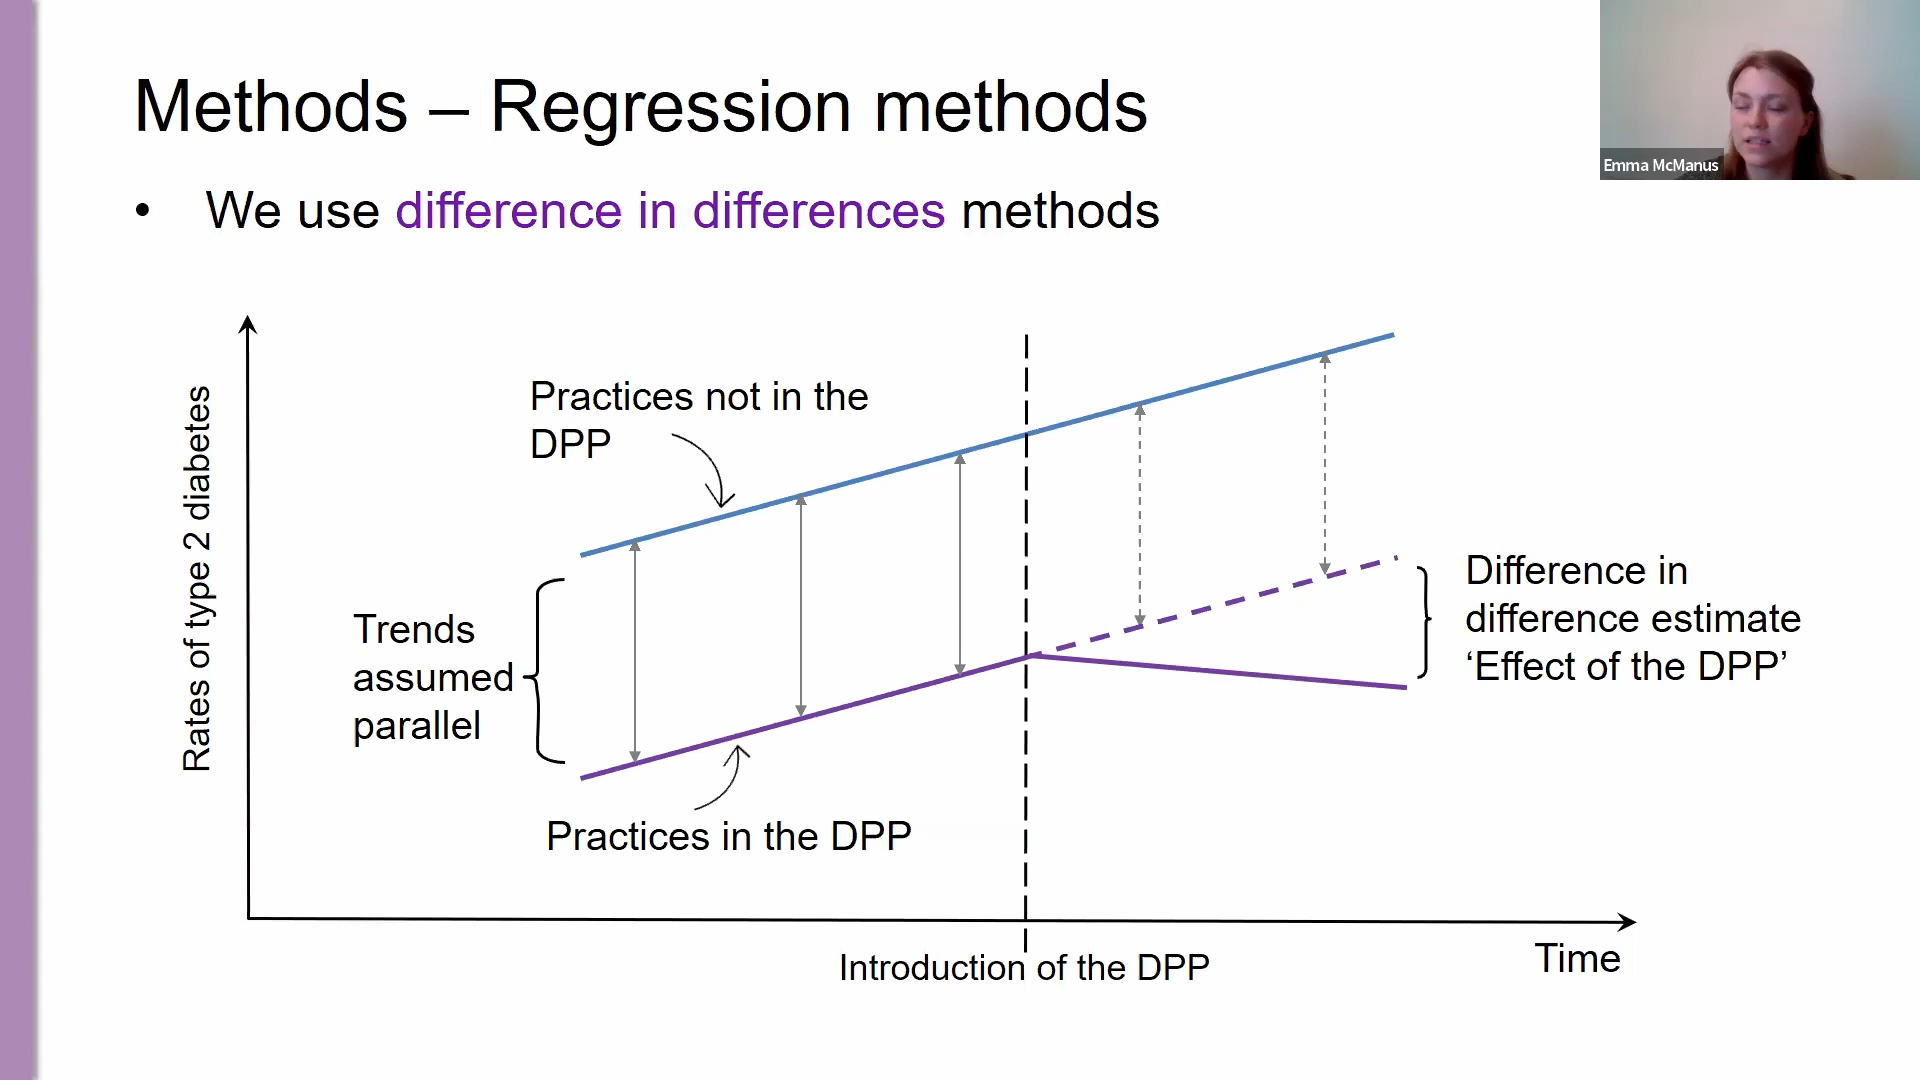 Methods – Regression methods
Emma McManus
• We use difference in differences methods
Rates of type 2 diabetes
Practices not in the
DPP
Trends
assumed
parallel
Practices in the DPP
Difference in
difference estimate
‘Effect of the DPP’
Introduction of the DPP
Time